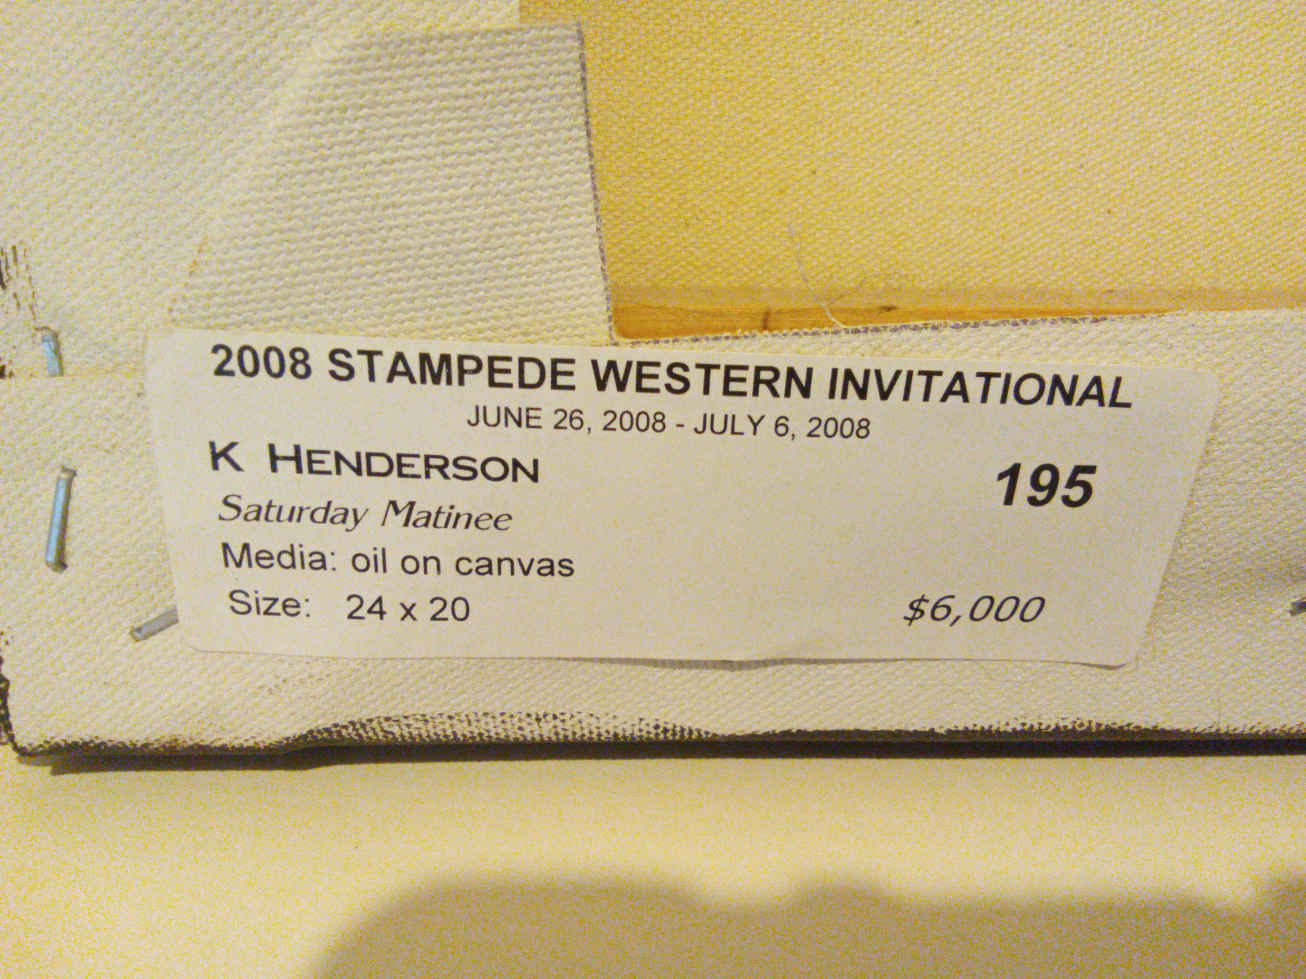 2008 STAMPEDE WESTERN INVITATIONAL
JUNE 26, 2008 - JULY 6, 2008
K HENDERSON
195
Saturday Matinee
Media: oil on canvas
Size: 24 x 20
$6,000